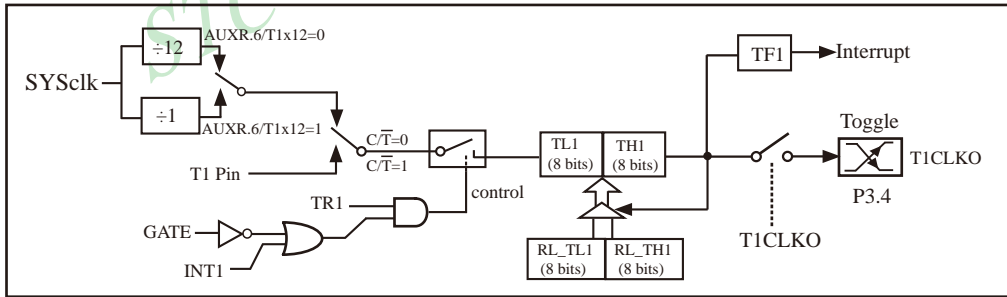 STC
÷12
AUXR.6/T1x12=0
SYSclk
÷1
AUXR.6/T1x12=1
C/T̅=0
C/T̅=1
T1 Pin
TR1
GATE
INT1
control
TL1
(8 bits)
TH1
(8 bits)
RL_TL1
(8 bits)
RL_TH1
(8 bits)
TF1
Interrupt
Toggle
T1CLKO
P3.4
T1CLKO